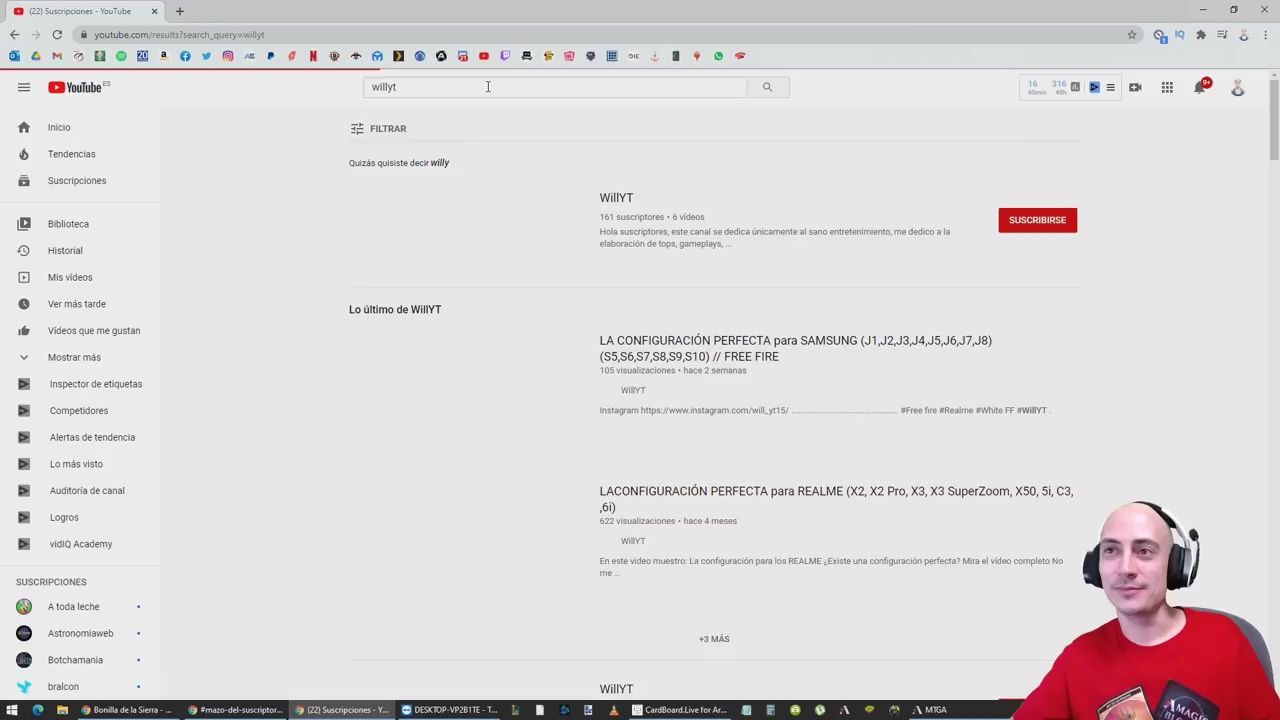 (22) Suscripciones - YouTube
youtube.com/results?search_query=willyt
YouTube ES
willyt
16 316
60min 48h
9+
Inicio
Tendencias
Suscripciones
Biblioteca
Historial
Mis vídeos
Ver más tarde
Vídeos que me gustan
Mostrar más
Inspector de etiquetas
Competidores
Alertas de tendencia
Lo más visto
Auditoría de canal
Logros
vidIQ Academy
SUSCRIPCIONES
A toda leche
Astronomiaweb
Botchamania
bralcon
FILTRAR
Quizás quisiste decir willy
WillYT
161 suscriptores • 6 vídeos
Hola suscriptores, este canal se dedica únicamente al sano entretenimiento, me dedico a la
elaboración de tops, gameplays, ...
SUSCRIBIRSE
Lo último de WillYT
LA CONFIGURACIÓN PERFECTA para SAMSUNG (J1,J2,J3,J4,J5,J6,J7,J8)
(S5,S6,S7,S8,S9,S10) // FREE FIRE
105 visualizaciones • hace 2 semanas
WillYT
Instagram https://www.instagram.com/will_yt15/ ............................................ #Free fire #Realme #White FF #WillYT .
LACONFIGURACIÓN PERFECTA para REALME (X2, X2 Pro, X3, X3 SuperZoom, X50, 5i, C3,
,6i)
622 visualizaciones • hace 4 meses
WillYT
En este video muestro: La configuración para los REALME ¿Existe una configuración perfecta? Mira el vídeo completo No
me ...
+3 MÁS
WillYT
Bonilla de la Sierra - ...
#mazo-del-suscriptor...
(22) Suscripciones - Y...
DESKTOP-VP2B1TE. - T...
CardBoard.Live for Ar...
MTGA